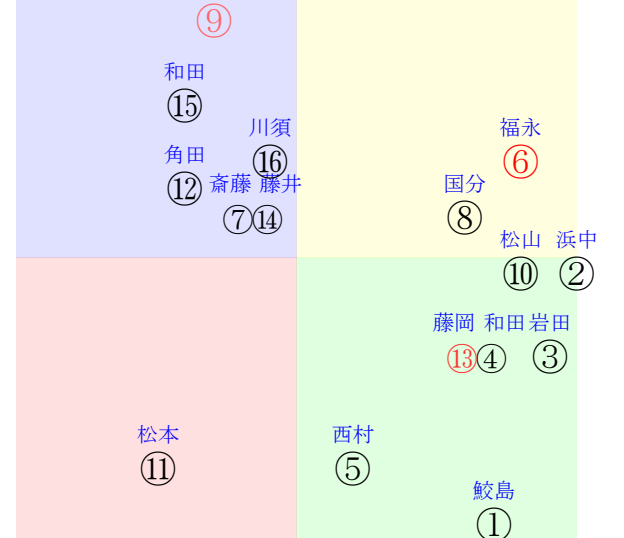 ⑨
和田
⑮
川須 福永
⑯ ⑥
角田
⑫
斎藤 藤井 国分
⑦⑭ ⑧
松山 浜中
⑩ ②
藤岡 和田 岩田
⑬④ ③
松本 西村
⑪ ⑤
鮫島
①